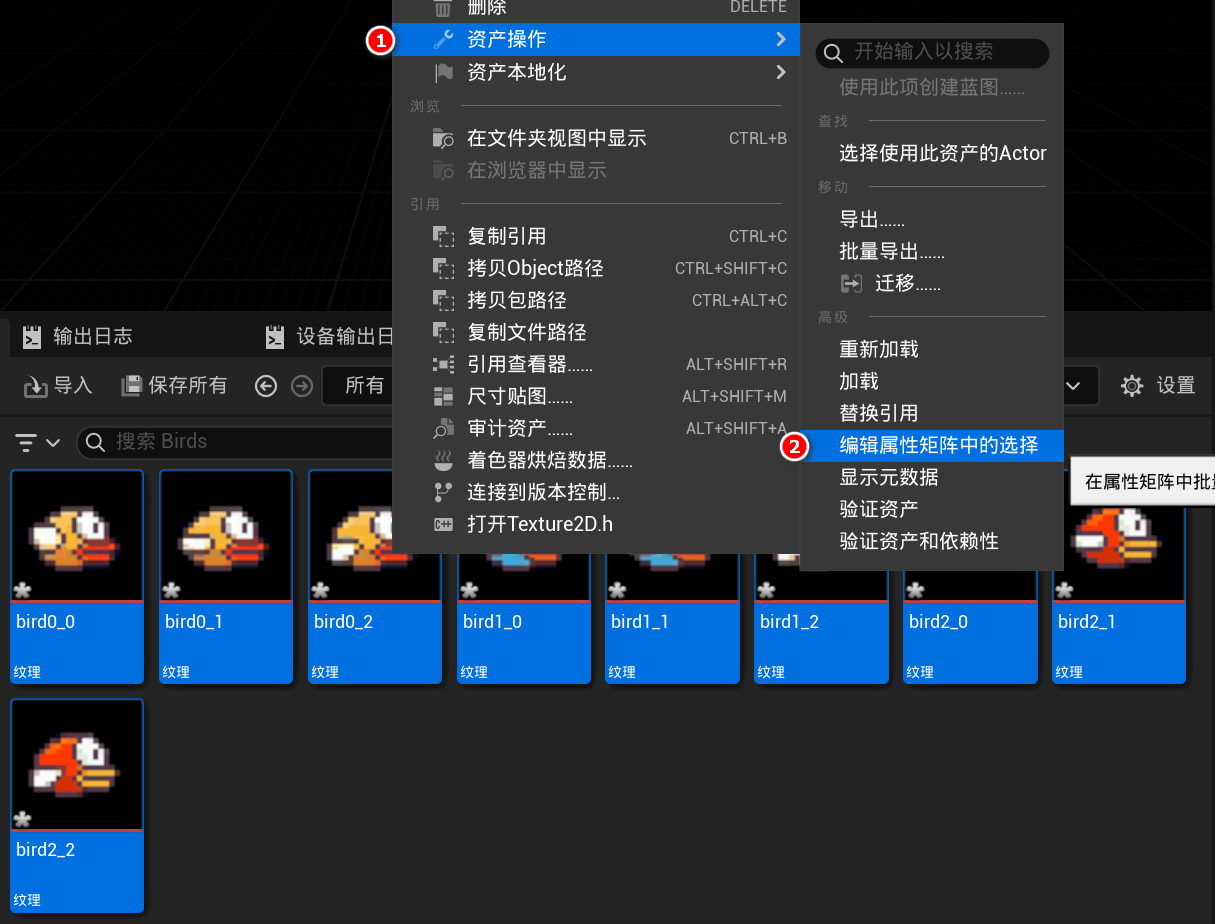 删除 DELETE
1 资产操作
资产本地化
浏览
在文件夹视图中显示 CTRL+B
在浏览器中显示
引用
复制引用 CTRL+C
拷贝Object路径 CTRL+SHIFT+C
拷贝包路径 CTRL+ALT+C
复制文件路径
引用查看器...... ALT+SHIFT+R
尺寸贴图...... ALT+SHIFT+M
审计资产...... ALT+SHIFT+A
着色器烘焙数据......
连接到版本控制...
C++ 打开Texture2D.h
开始输入以搜索
使用此项创建蓝图......
查找
选择使用此资产的Actor
移动
导出......
批量导出......
迁移......
高级
重新加载
加载
替换引用
2 编辑属性矩阵中的选择
显示元数据
验证资产
验证资产和依赖性
在属性矩阵中批
输出日志 设备输出日
导入 保存所有 所有 设置
搜索 Birds
bird0_0 bird0_1 bird0_2 bird1_0 bird1_1 bird1_2 bird2_0 bird2_1
纹理 纹理 纹理 纹理 纹理 纹理 纹理 纹理
bird2_2
纹理